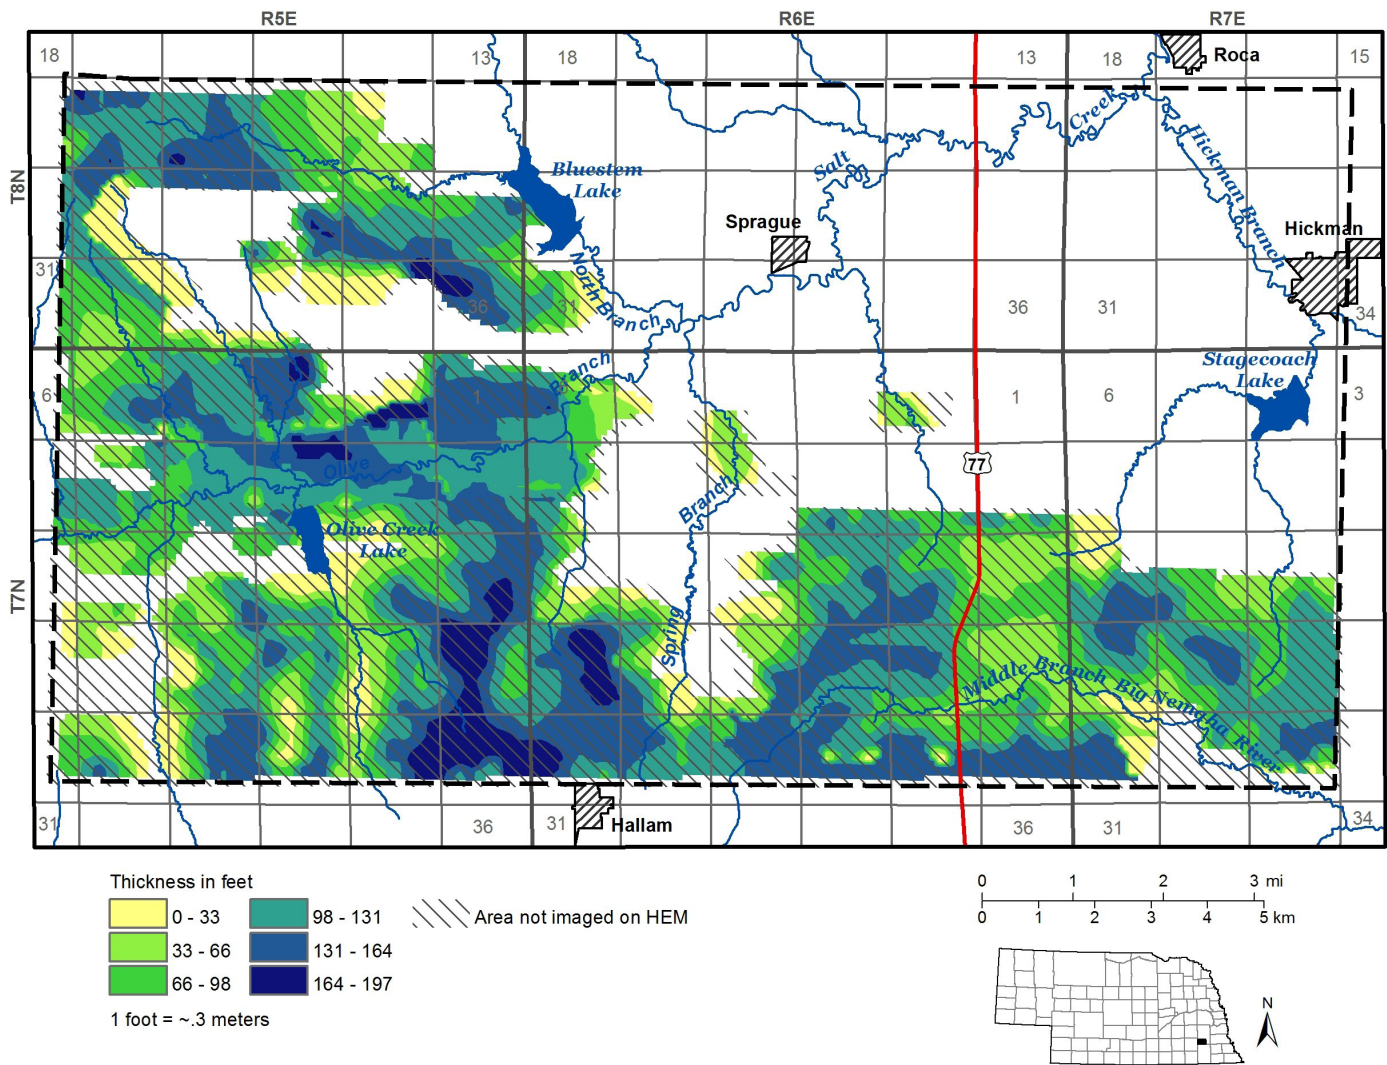 R5E
R6E
R7E
18
13
18
13
18
Roca
15
T8N
Creek
Salt
Hickman Branch
Bluestem
Lake
Sprague
Hickman
31
North Branch
36
31
36
31
34
Stagecoach
Lake
Branch
6
1
6
1
6
3
77
Olive
Branch
Olive Creek
Lake
T7N
Spring
Middle Branch Big Nemaha River
31
36
31
Hallam
36
31
34
Thickness in feet
0 - 33
98 - 131
Area not imaged on HEM
33 - 66
131 - 164
66 - 98
164 - 197
1 foot = ~.3 meters
0 1 2 3 mi
0 1 2 3 4 5 km
N